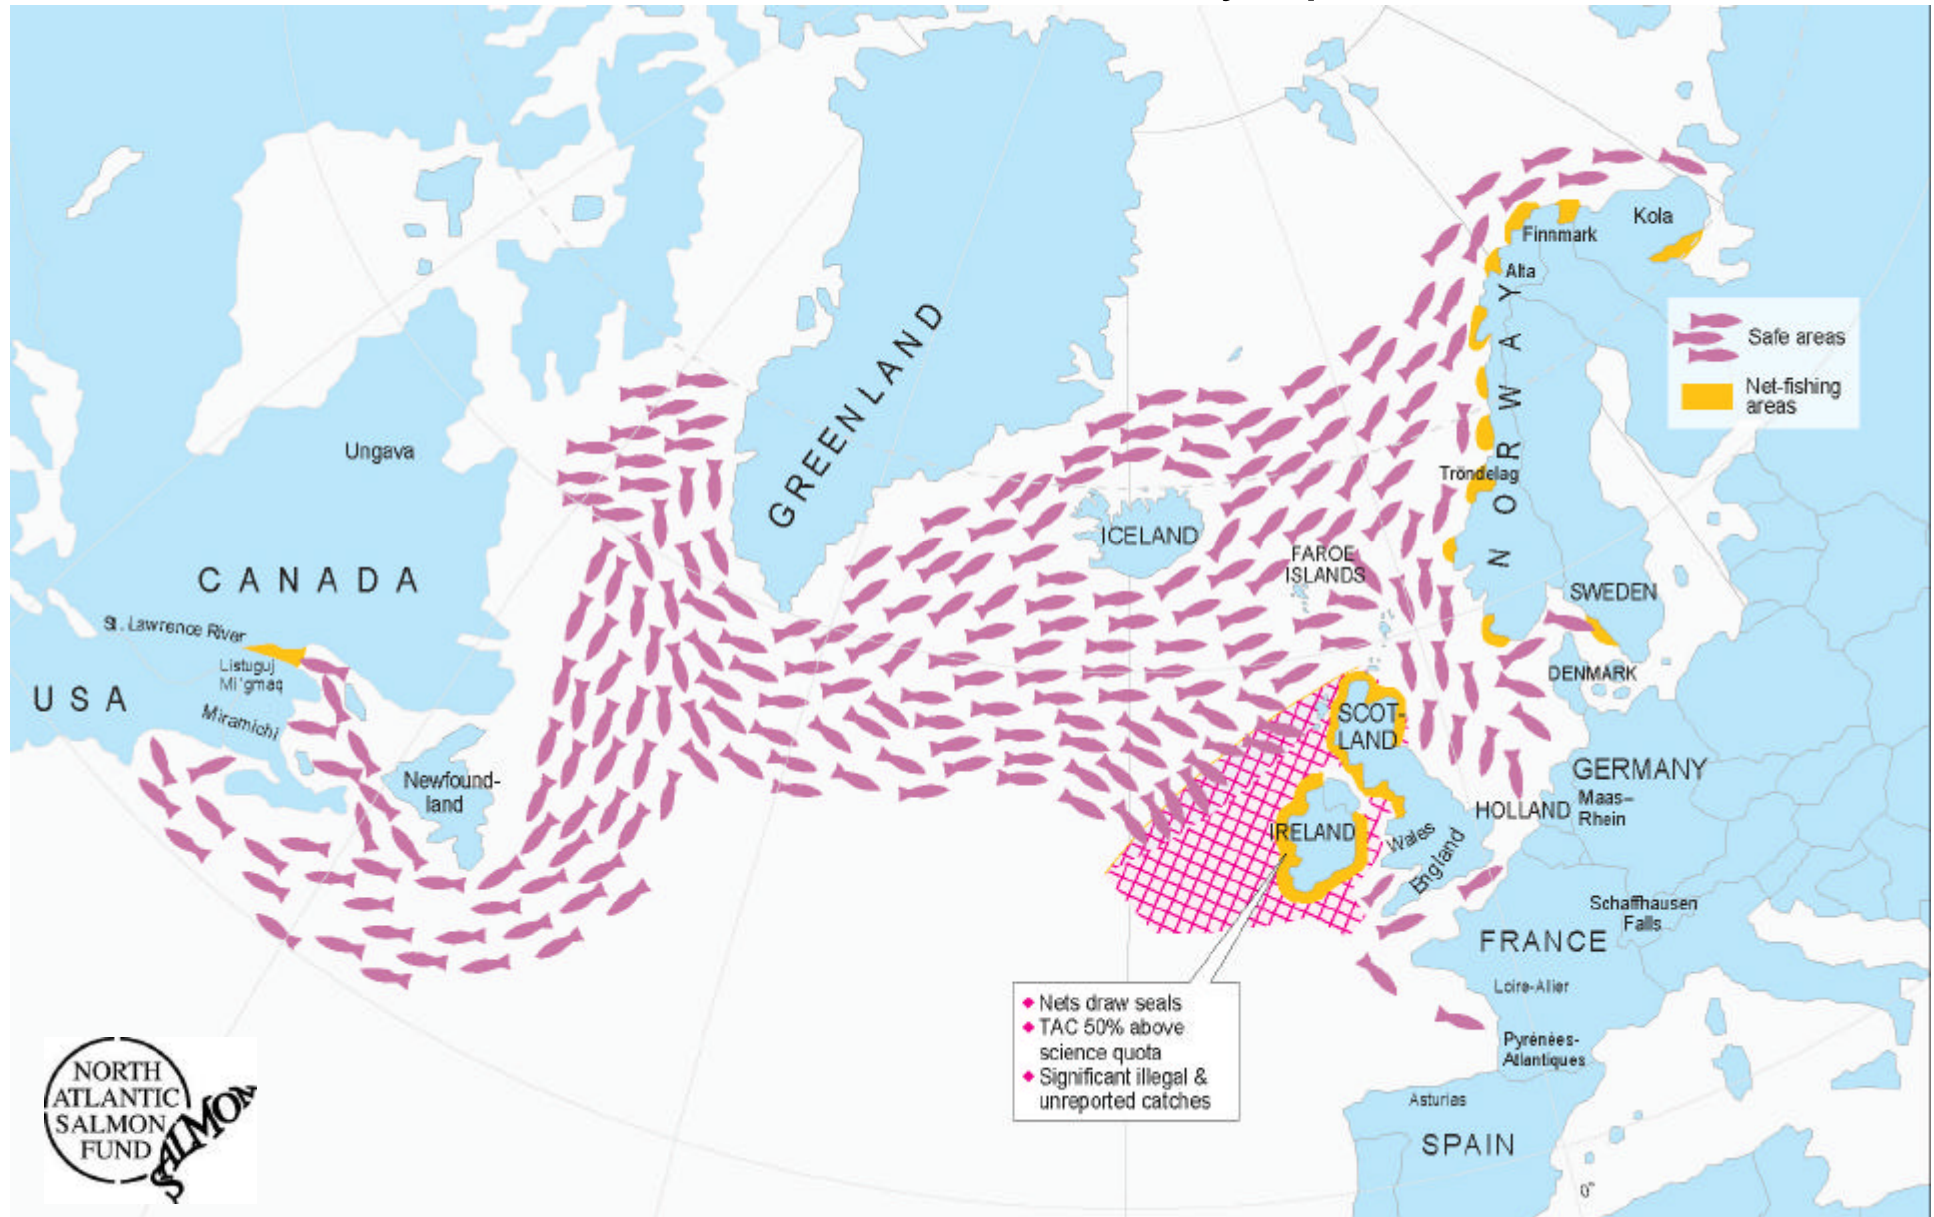 Kola
Finnmark
Alta
NORWAY
Safe areas
Net-fishing
areas
GREENLAND
Ungava
Tröndelag
ICELAND
FAROE
ISLANDS
CANADA
SWEDEN
St. Lawrence River
Listuguj
Mi'gmaq
DENMARK
USA
Miramichi
SCOT-
LAND
GERMANY
Newfound-
land
HOLLAND
Maas–
Rhein
IRELAND
Wales
England
Schaffhausen
Falls
FRANCE
Loire-Allier
Nets draw seals
TAC 50% above
science quota
Significant illegal &
unreported catches
Pyrénées-
Atlantiques
Asturias
SPAIN
0°
NORTH
ATLANTIC
SALMON
FUND
SALMON